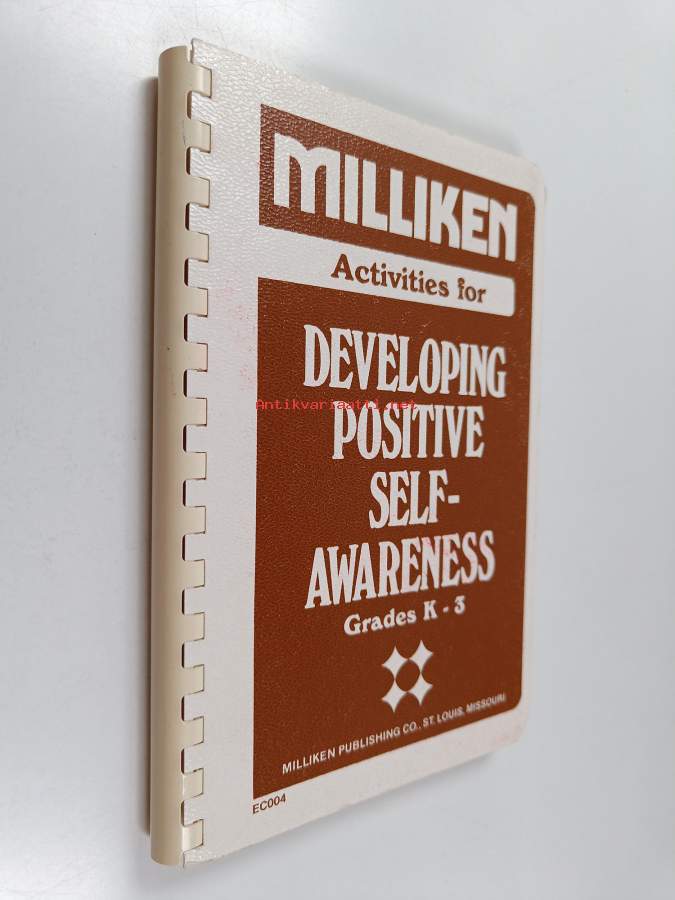 MILLIKEN
Activities for
DEVELOPING
Antikvariaatti.net
POSITIVE
SELF-
AWARENESS
Grades K - 3
MILLIKEN PUBLISHING CO., ST. LOUIS, MISSOURI
EC004